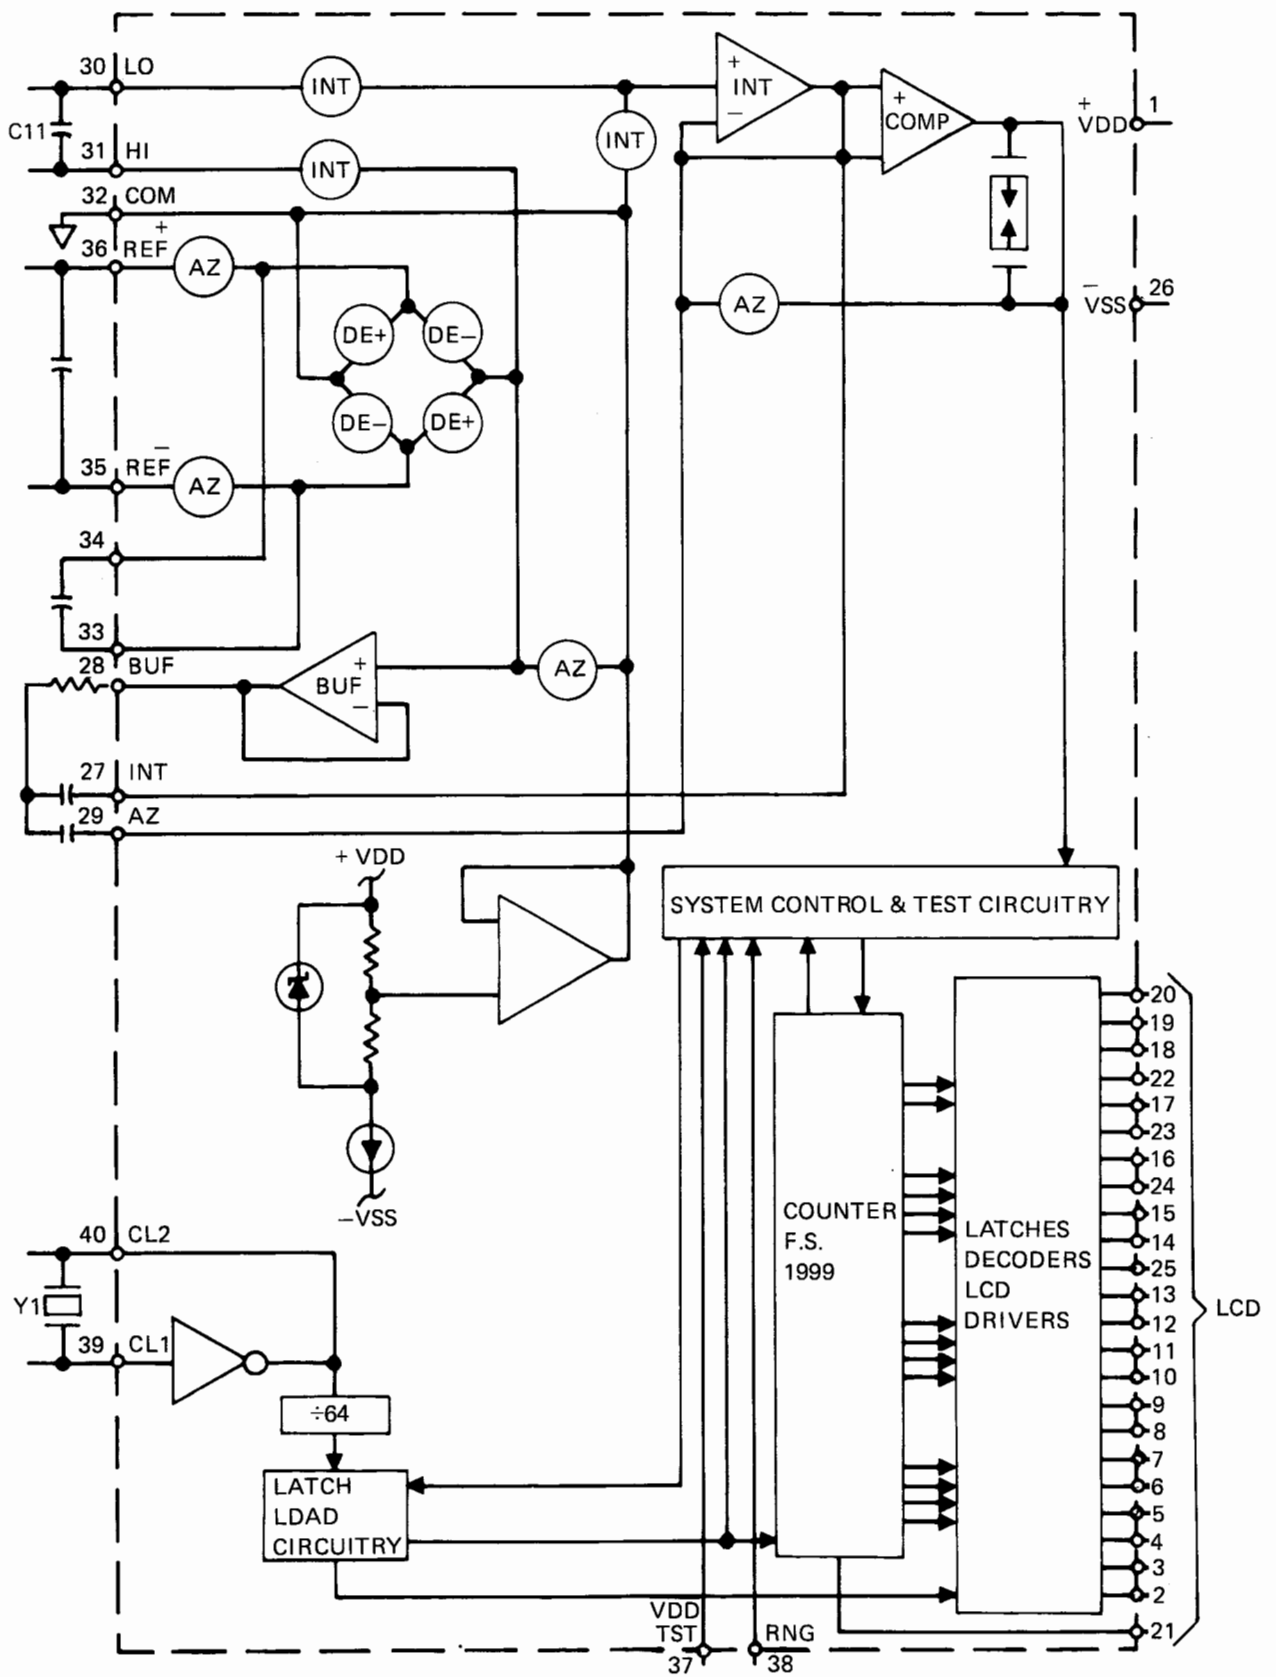 30 LO
INT
+
INT
−
+
COMP
+
VDD
1
C11
31 HI
INT
INT
32 COM
+
36 REF
AZ
DE+
DE−
DE−
DE+
AZ
−
VSS
26
−
35 REF
AZ
34
33
28 BUF
+
BUF
−
AZ
27 INT
29 AZ
+ VDD
−VSS
SYSTEM CONTROL & TEST CIRCUITRY
COUNTER
F.S.
1999
LATCHES
DECODERS
LCD
DRIVERS
20
19
18
22
17
23
16
24
15
14
25
13
12
11
10
9
8
7
6
5
4
3
2
21
LCD
40 CL2
Y1
39 CL1
÷64
LATCH
LDAD
CIRCUITRY
VDD
TST
37
RNG
38